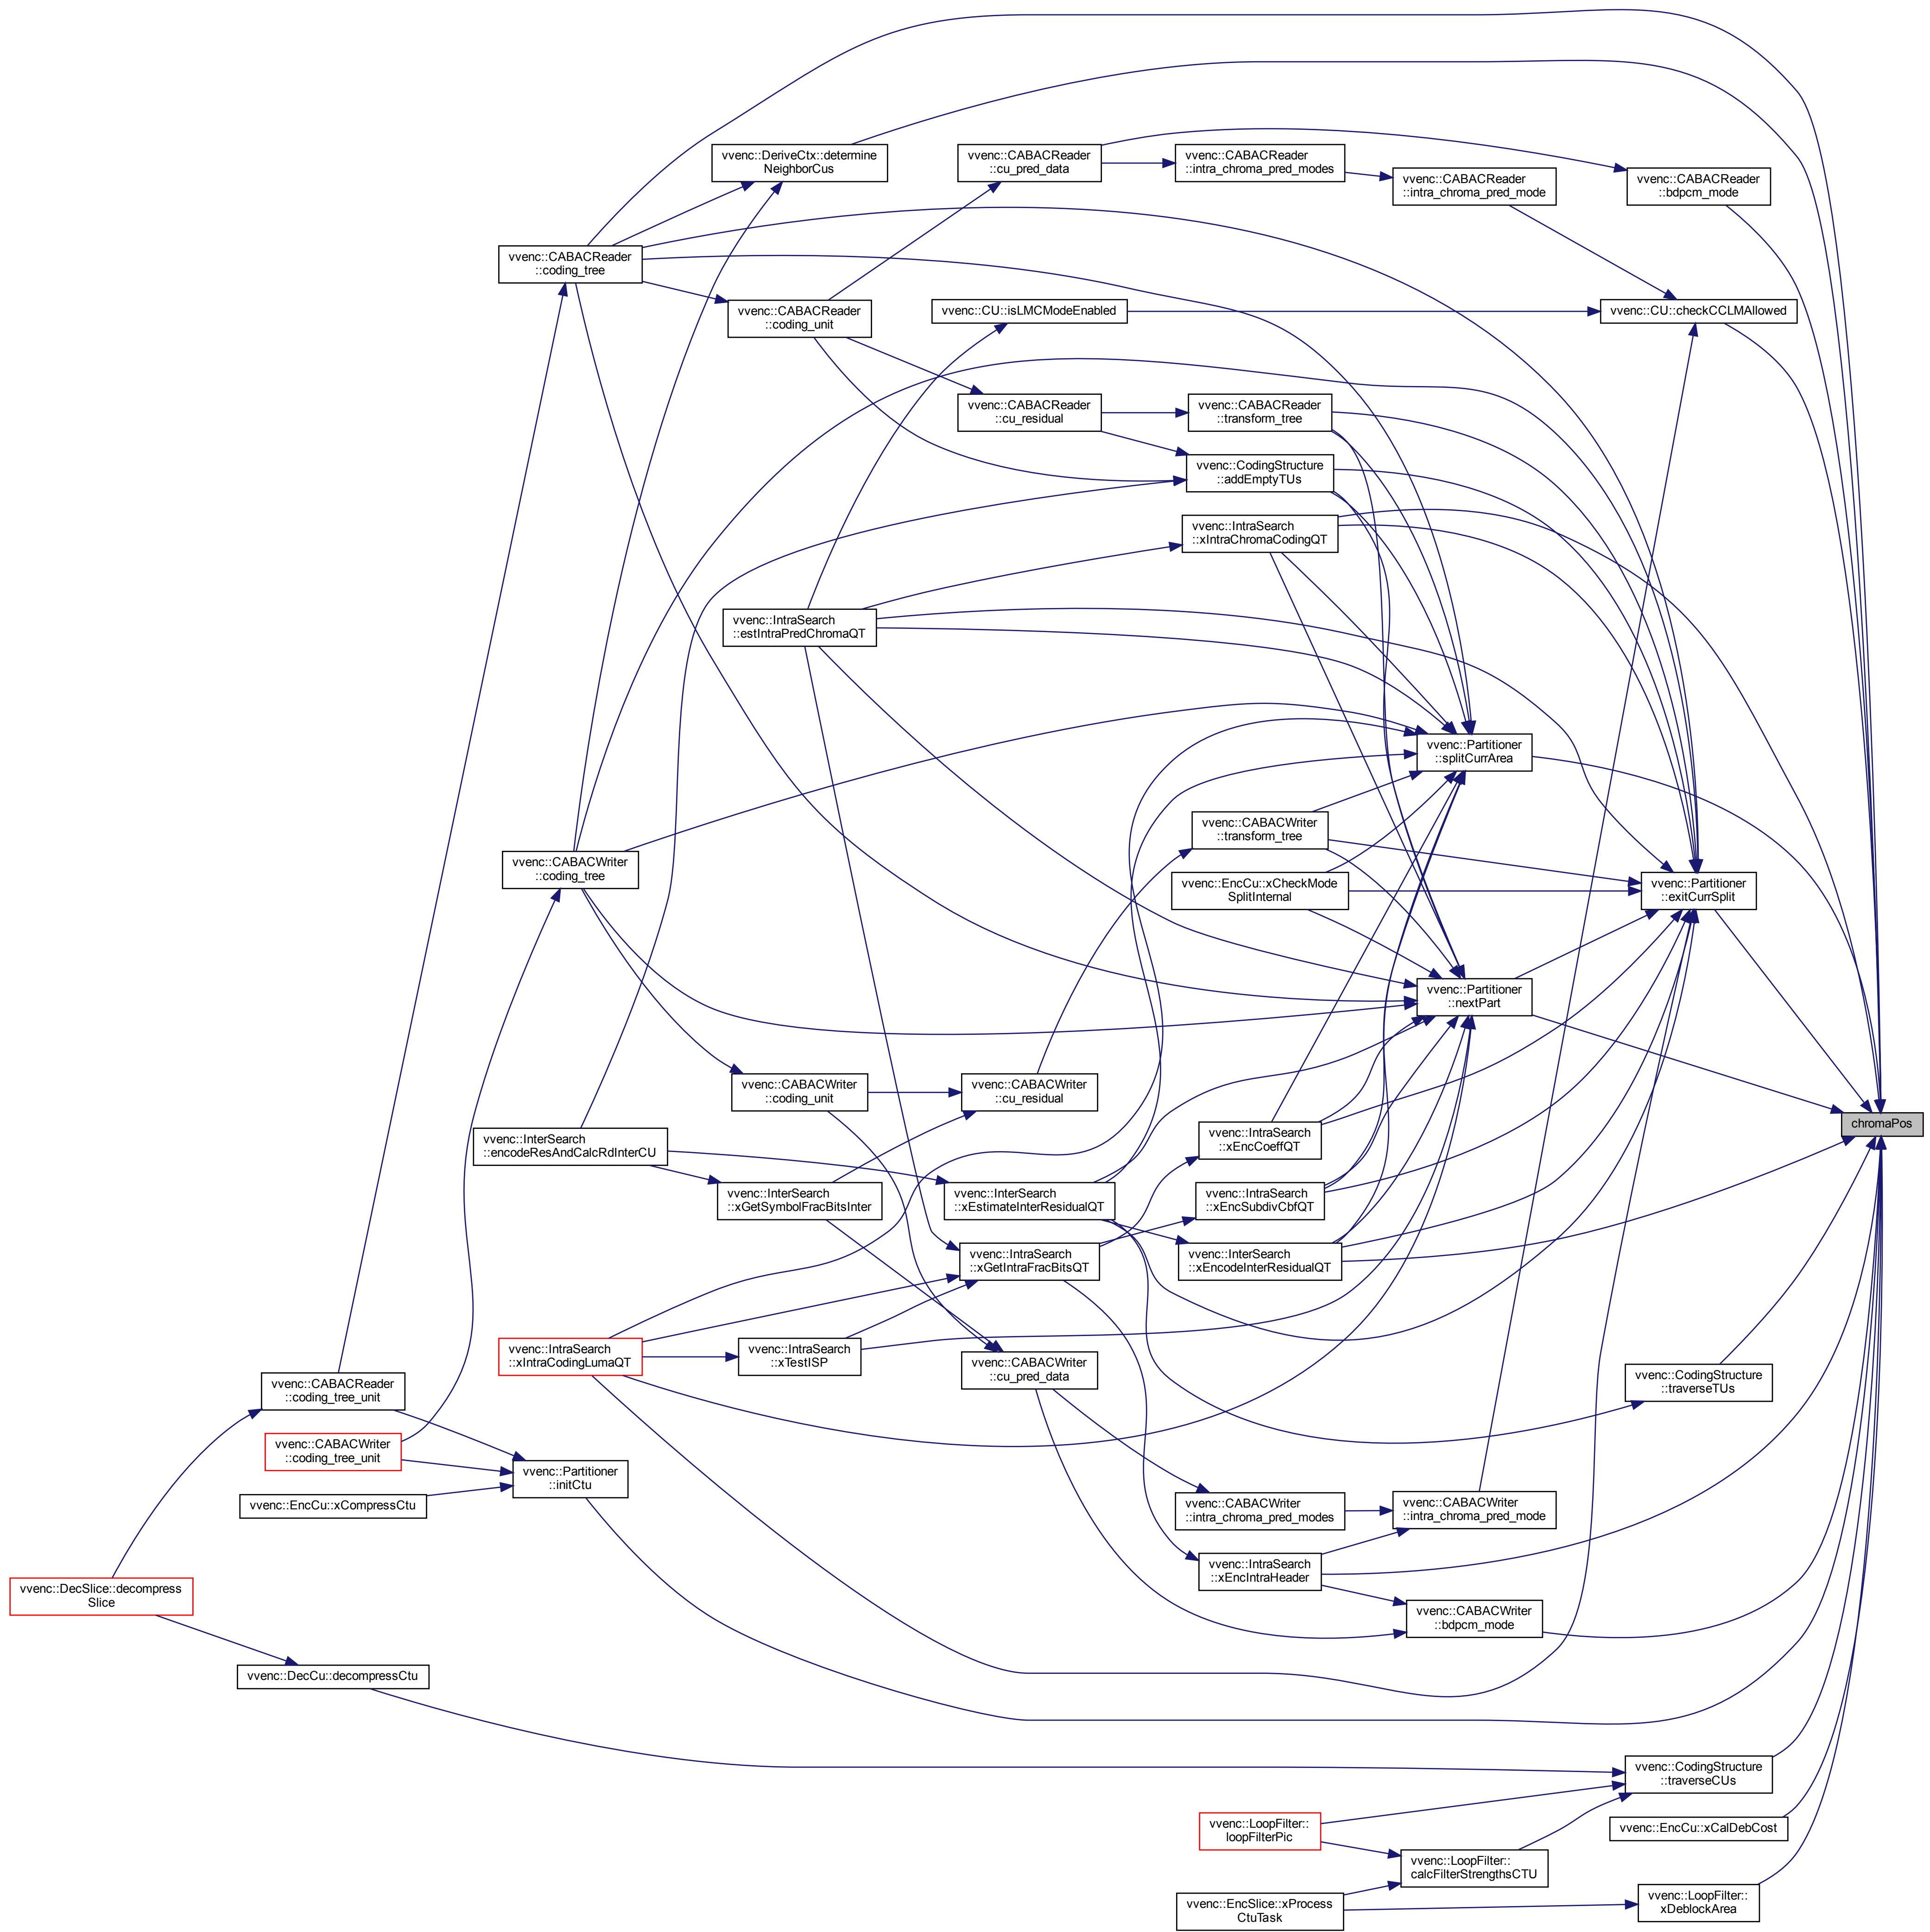 vvenc::DeriveCtx::determine
NeighborCus
vvenc::CABACReader
::cu_pred_data
vvenc::CABACReader
::intra_chroma_pred_modes
vvenc::CABACReader
::intra_chroma_pred_mode
vvenc::CABACReader
::bdpcm_mode
vvenc::CABACReader
::coding_tree
vvenc::CABACReader
::coding_unit
vvenc::CU::isLMCModeEnabled
vvenc::CU::checkCCLMAllowed
vvenc::CABACReader
::cu_residual
vvenc::CABACReader
::transform_tree
vvenc::CodingStructure
::addEmptyTUs
vvenc::IntraSearch
::xIntraChromaCodingQT
vvenc::IntraSearch
::estIntraPredChromaQT
vvenc::Partitioner
::splitCurrArea
vvenc::CABACWriter
::transform_tree
vvenc::CABACWriter
::coding_tree
vvenc::EncCu::xCheckMode
SplitInternal
vvenc::Partitioner
::exitCurrSplit
vvenc::Partitioner
::nextPart
vvenc::CABACWriter
::coding_unit
vvenc::CABACWriter
::cu_residual
chromaPos
vvenc::InterSearch
::encodeResAndCalcRdInterCU
vvenc::IntraSearch
::xEncCoeffQT
vvenc::InterSearch
::xGetSymbolFracBitsInter
vvenc::InterSearch
::xEstimateInterResidualQT
vvenc::IntraSearch
::xEncSubdivCbfQT
vvenc::IntraSearch
::xGetIntraFracBitsQT
vvenc::InterSearch
::xEncodeInterResidualQT
vvenc::IntraSearch
::xIntraCodingLumaQT
vvenc::IntraSearch
::xTestISP
vvenc::CABACWriter
::cu_pred_data
vvenc::CodingStructure
::traverseTUs
vvenc::CABACReader
::coding_tree_unit
vvenc::CABACWriter
::coding_tree_unit
vvenc::Partitioner
::initCtu
vvenc::EncCu::xCompressCtu
vvenc::CABACWriter
::intra_chroma_pred_modes
vvenc::CABACWriter
::intra_chroma_pred_mode
vvenc::IntraSearch
::xEncIntraHeader
vvenc::DecSlice::decompress
Slice
vvenc::CABACWriter
::bdpcm_mode
vvenc::DecCu::decompressCtu
vvenc::CodingStructure
::traverseCUs
vvenc::LoopFilter::
loopFilterPic
vvenc::EncCu::xCalDebCost
vvenc::LoopFilter::
calcFilterStrengthsCTU
vvenc::EncSlice::xProcess
CtuTask
vvenc::LoopFilter::
xDeblockArea